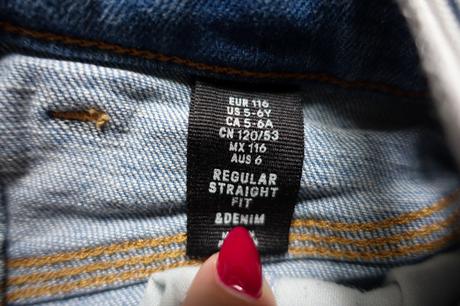 EUR 116
US 5-6Y
CA 5-6A
CN 120/53
MX 116
AUS 6
REGULAR
STRAIGHT
FIT
&DENIM